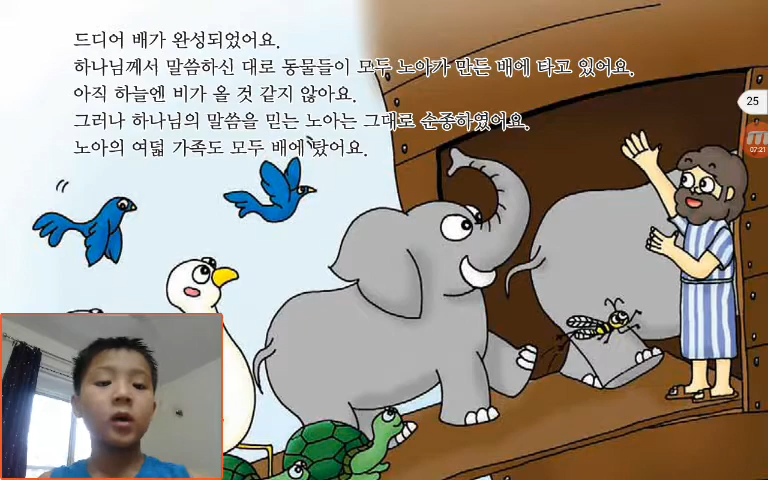 드디어 배가 완성되었어요.
하나님께서 말씀하신 대로 동물들이 모두 노아가 만든 배에 타고 있어요.
아직 하늘엔 비가 올 것 같지 않아요.
그러나 하나님의 말씀을 믿는 노아는 그대로 순종하였어요.
노아의 여덟 가족도 모두 배에 탔어요.
25
07:21